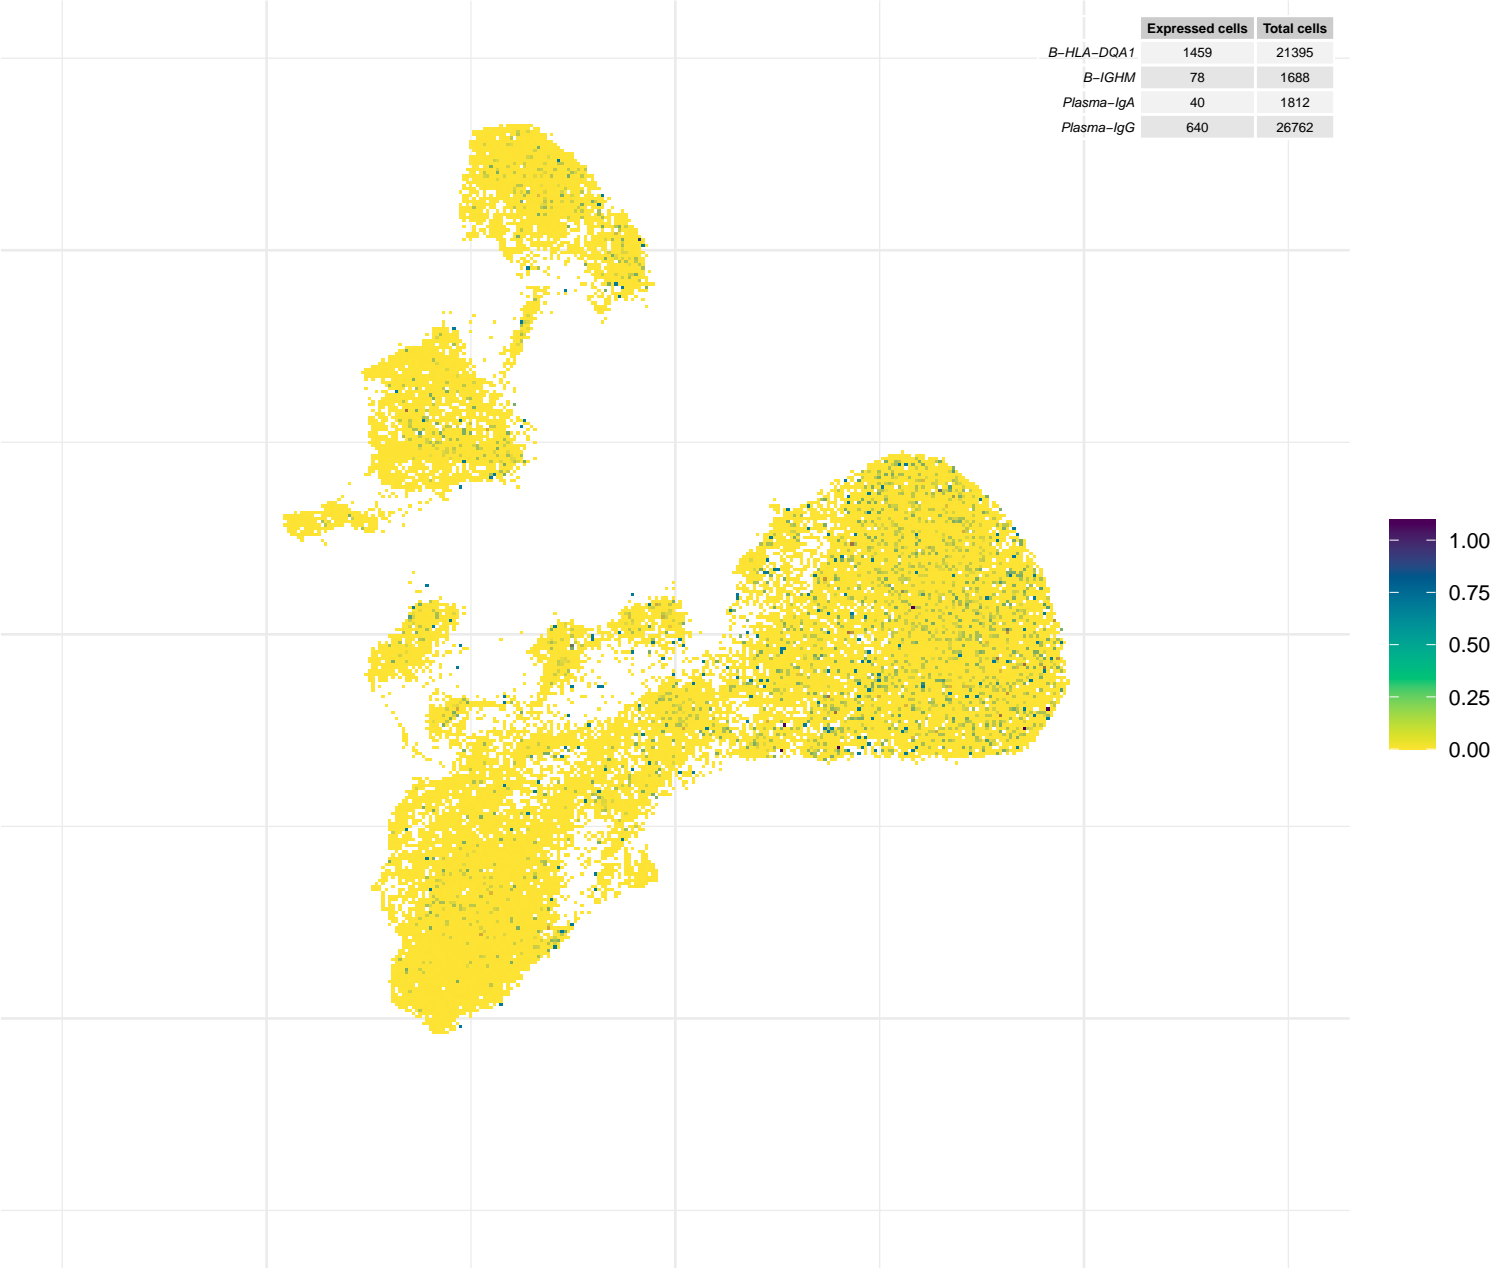 Expressed cells Total cells
B−HLA−DQA1 1459 21395
B−IGHM 78 1688
Plasma−IgA 40 1812
Plasma−IgG 640 26762
1.00
0.75
0.50
0.25
0.00